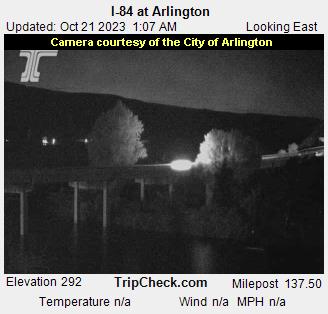 I-84 at Arlington
Updated: Oct 21 2023 1:07 AM Looking East
Camera courtesy of the City of Arlington
Elevation 292 TripCheck.com Milepost 137.50
Temperature n/a Wind n/a MPH n/a